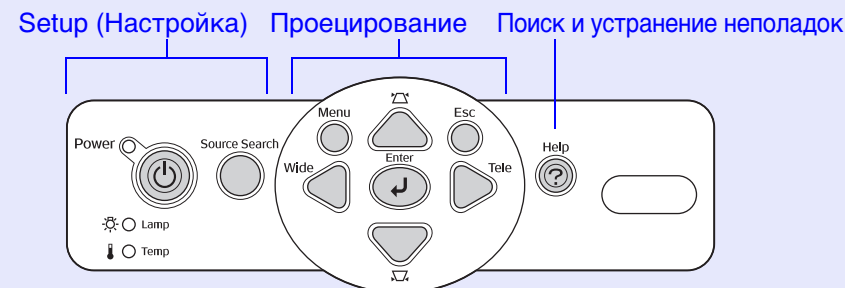 Setup (Настройка) Проецирование Поиск и устранение неполадок
Menu Esc
Power Source Search Help
Wide Enter Tele
?
Lamp
Temp